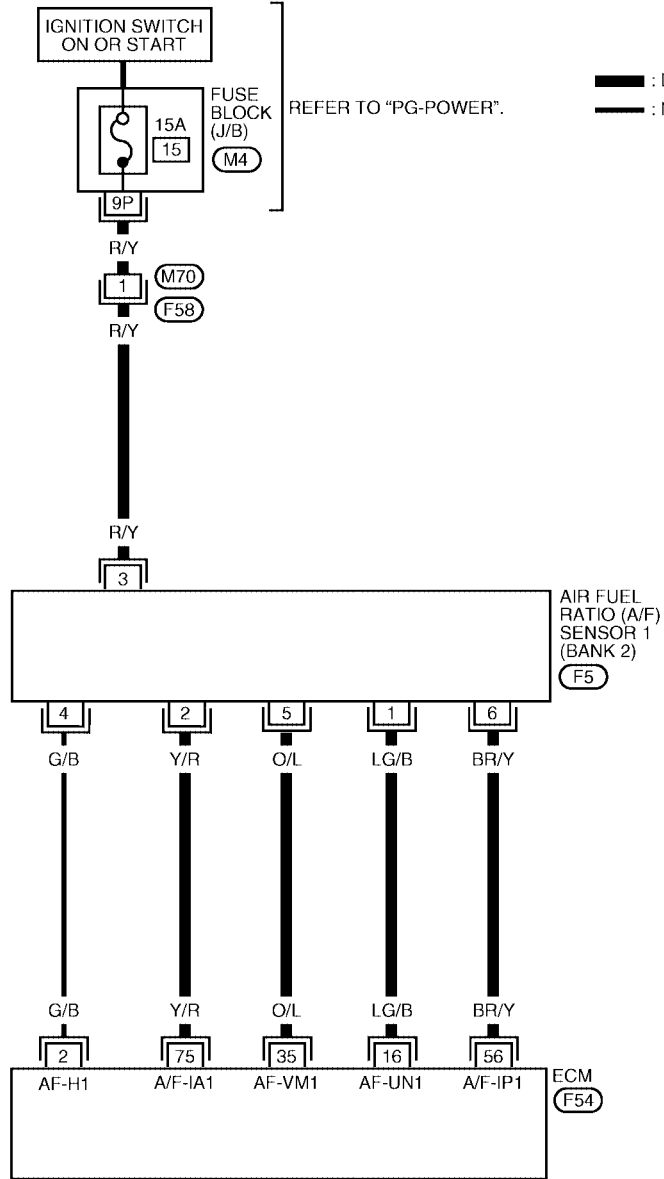 IGNITION SWITCH
ON OR START
FUSE
BLOCK
(J/B)
REFER TO “PG-POWER”.
15A
15
M4
9P
R/Y
1
M70
F58
R/Y
R/Y
3
AIR FUEL
RATIO (A/F)
SENSOR 1
(BANK 2)
F5
4 2 5 1 6
G/B Y/R O/L LG/B BR/Y
G/B Y/R O/L LG/B BR/Y
2 75 35 16 56
AF-H1 A/F-IA1 AF-VM1 AF-UN1 A/F-IP1
ECM
F54